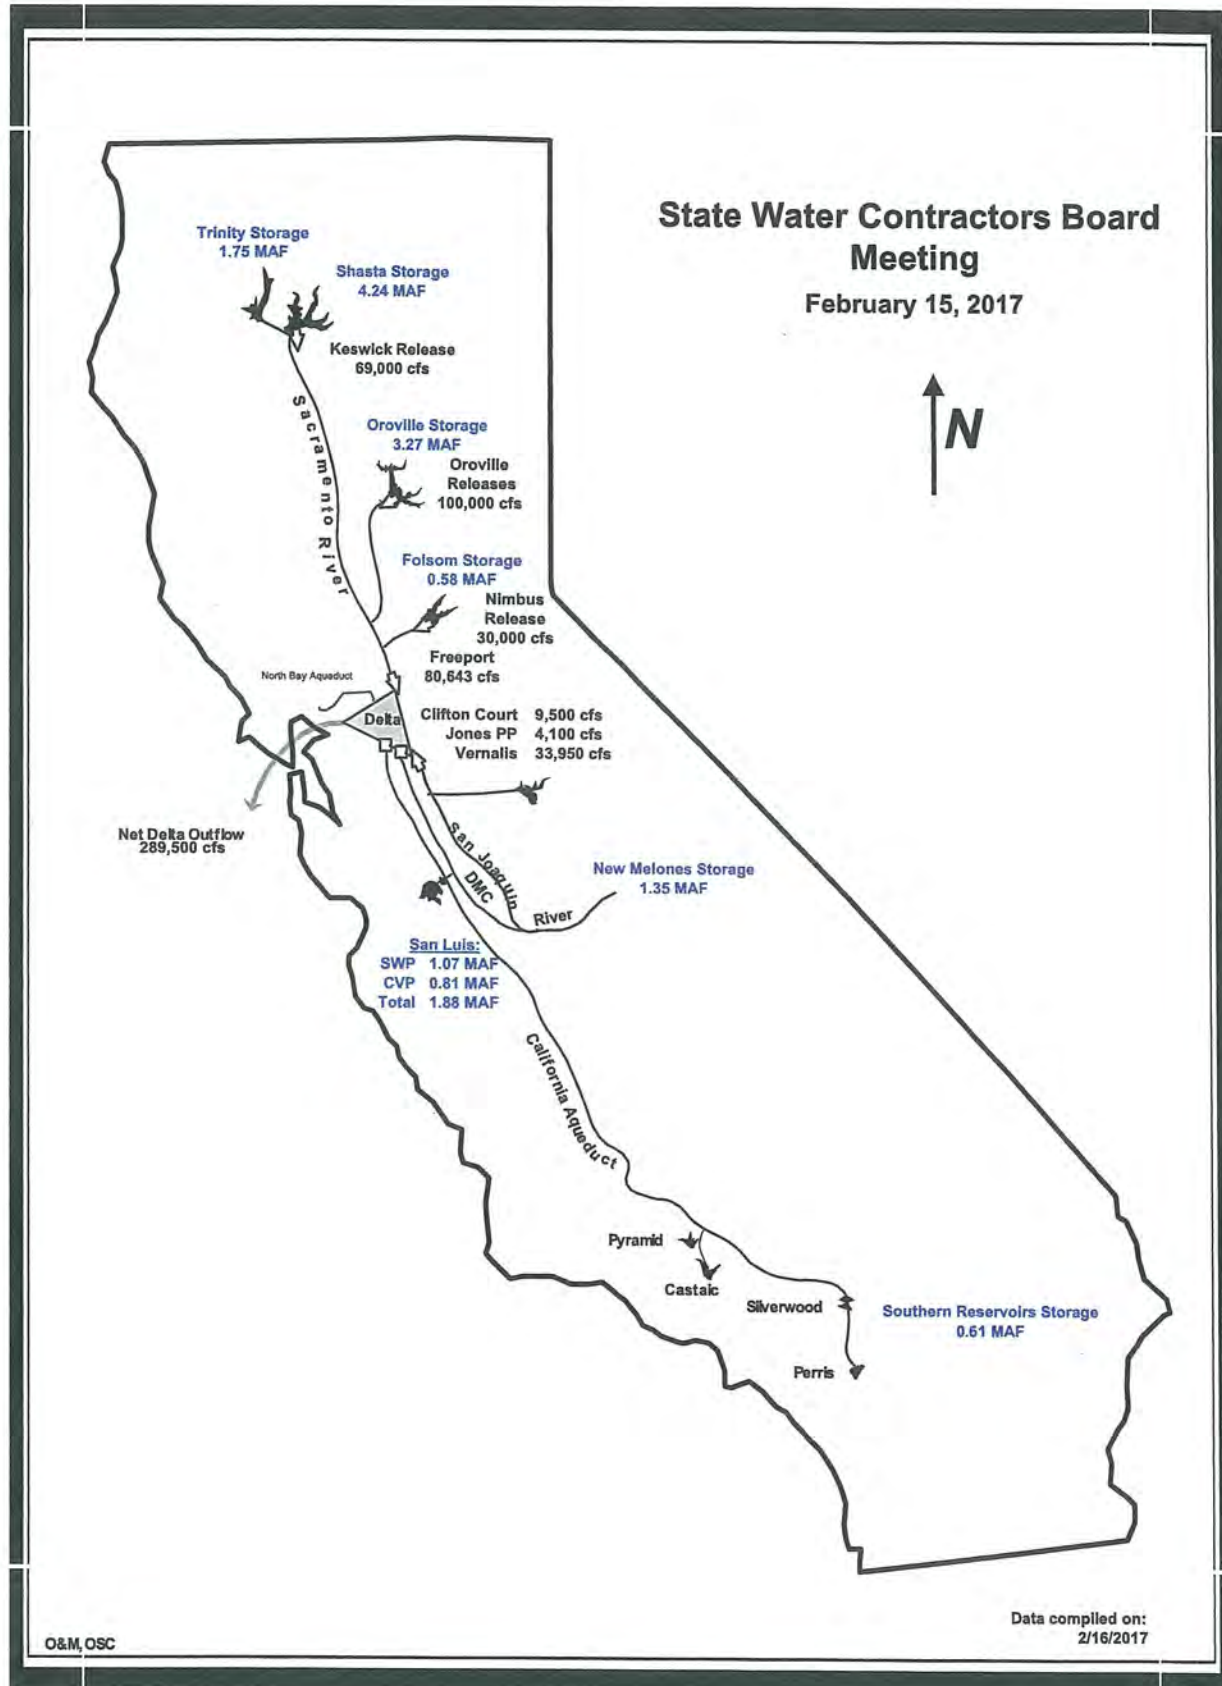 State Water Contractors Board
Meeting
February 15, 2017
N
Trinity Storage
1.75 MAF
Shasta Storage
4.24 MAF
Keswick Release
69,000 cfs
Sacramento River
Oroville Storage
3.27 MAF
Oroville
Releases
100,000 cfs
Folsom Storage
0.58 MAF
Nimbus
Release
30,000 cfs
Freeport
80,643 cfs
North Bay Aqueduct
Delta
Clifton Court 9,500 cfs
Jones PP 4,100 cfs
Vernalis 33,950 cfs
Net Delta Outflow
289,500 cfs
San Joaquin
River
DMC
New Melones Storage
1.35 MAF
San Luis:
SWP 1.07 MAF
CVP 0.81 MAF
Total 1.88 MAF
California Aqueduct
Pyramid
Castaic
Silverwood
Southern Reservoirs Storage
0.61 MAF
Perris
Data compiled on:
2/16/2017
O&M, OSC